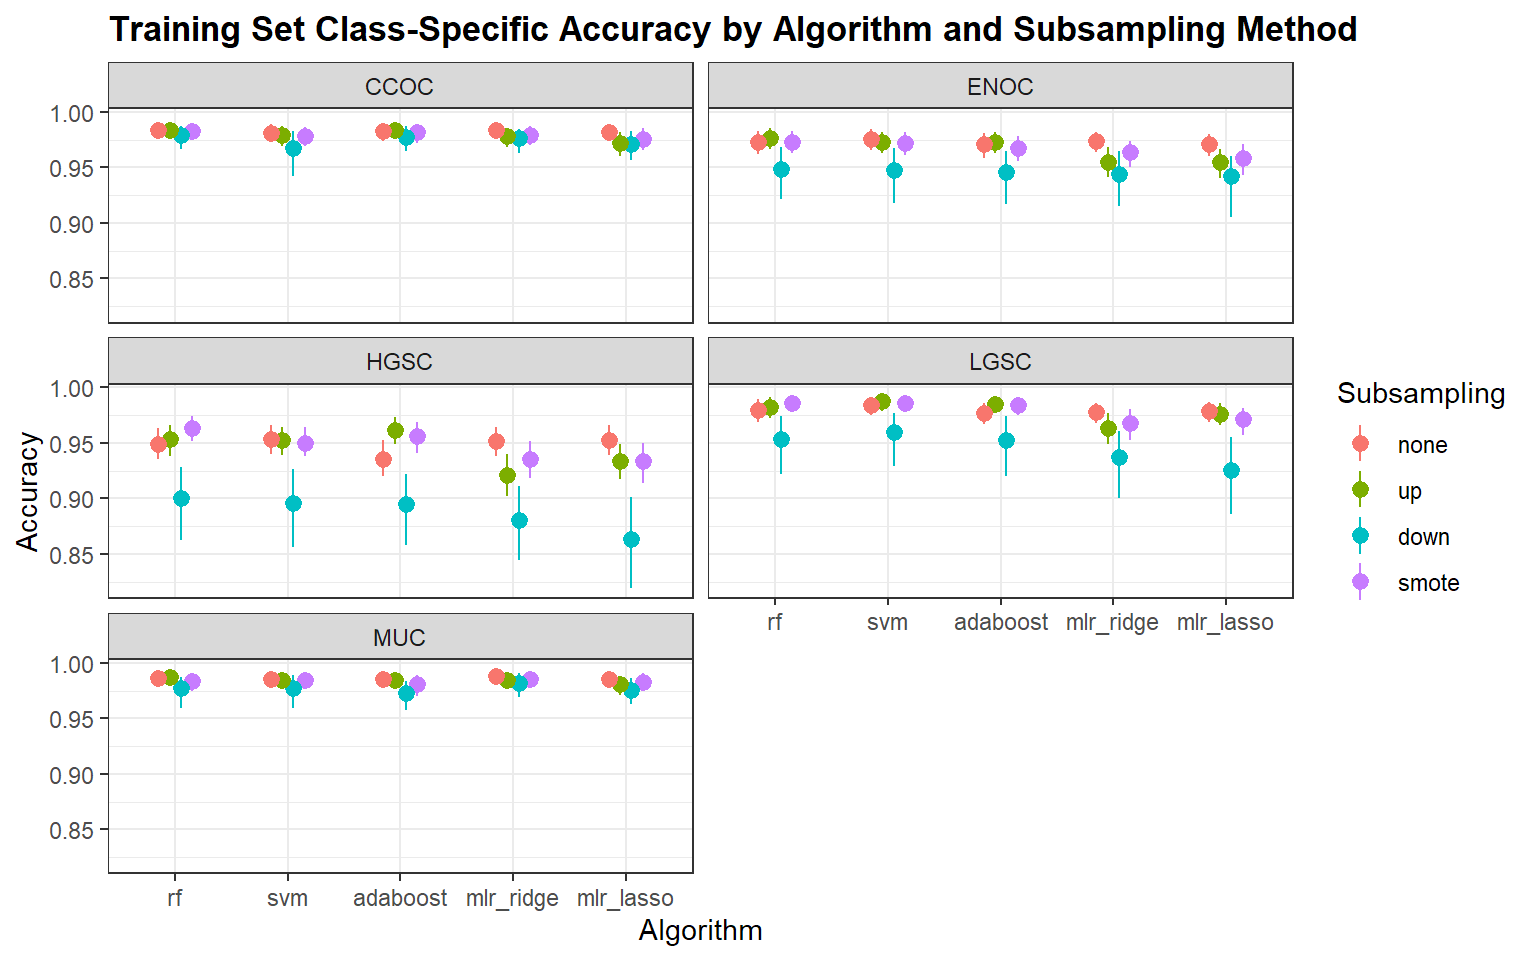 Training Set Class-Specific Accuracy by Algorithm and Subsampling Method
CCOC
ENOC
1.00
0.95
0.90
0.85
HGSC
LGSC
1.00
0.95
0.90
0.85
rf
svm
adaboost
mlr_ridge
mlr_lasso
MUC
1.00
0.95
0.90
0.85
rf
svm
adaboost
mlr_ridge
mlr_lasso
Algorithm
Accuracy
Subsampling
none
up
down
smote